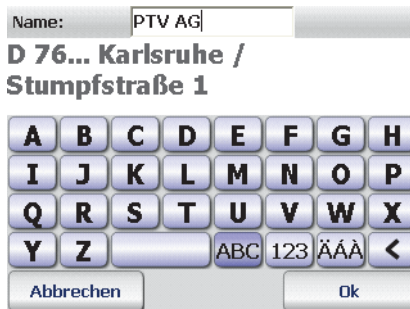 Name: PTV AG
D 76... Karlsruhe /
Stumpfstraße 1
A B C D E F G H
I J K L M N O P
Q R S T U V W X
Y Z ABC 123 ÄÁÀ <
Abbrechen Ok